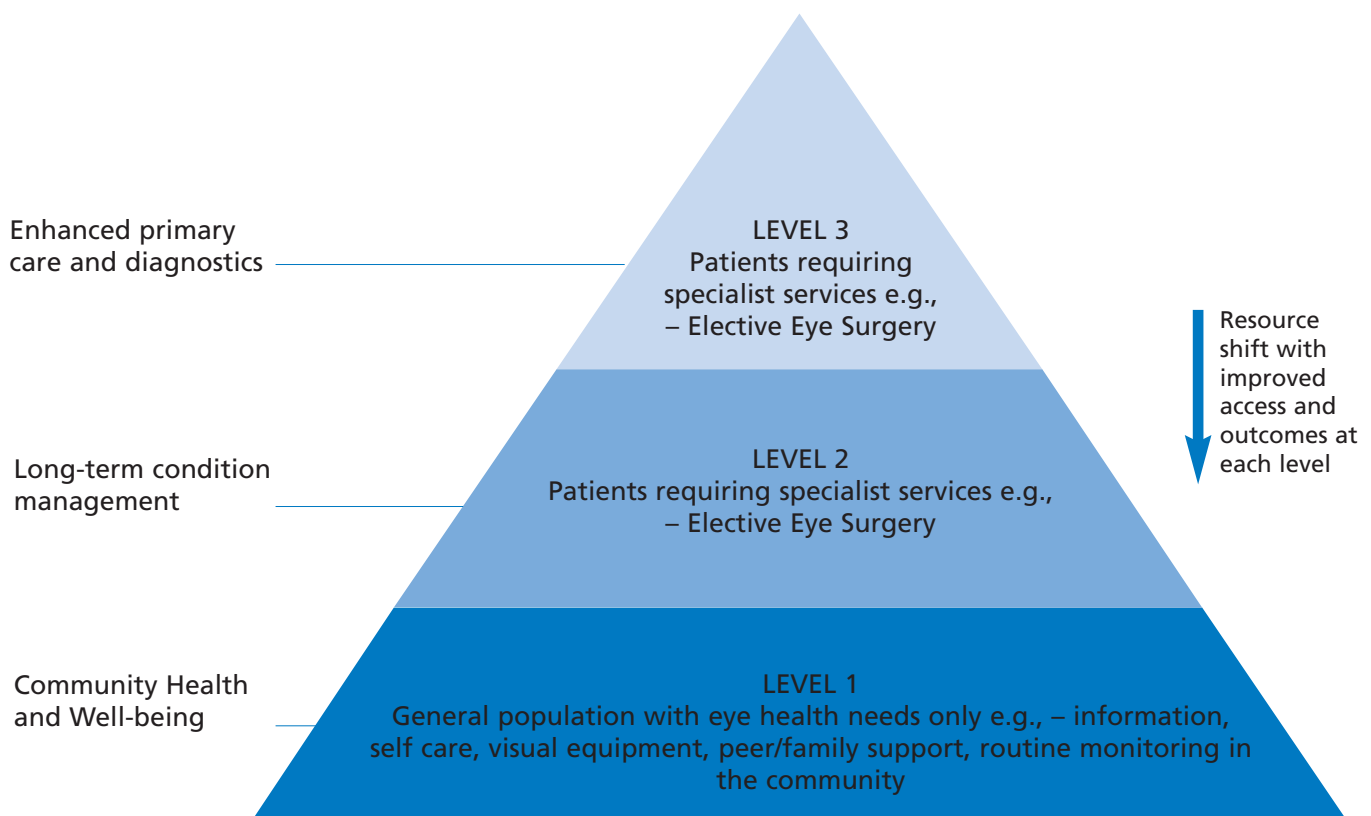 Enhanced primary
care and diagnostics
LEVEL 3
Patients requiring
specialist services e.g.,
– Elective Eye Surgery
Resource
shift with
improved
access and
outcomes at
each level
Long-term condition
management
LEVEL 2
Patients requiring specialist services e.g.,
– Elective Eye Surgery
Community Health
and Well-being
LEVEL 1
General population with eye health needs only e.g., – information,
self care, visual equipment, peer/family support, routine monitoring in
the community